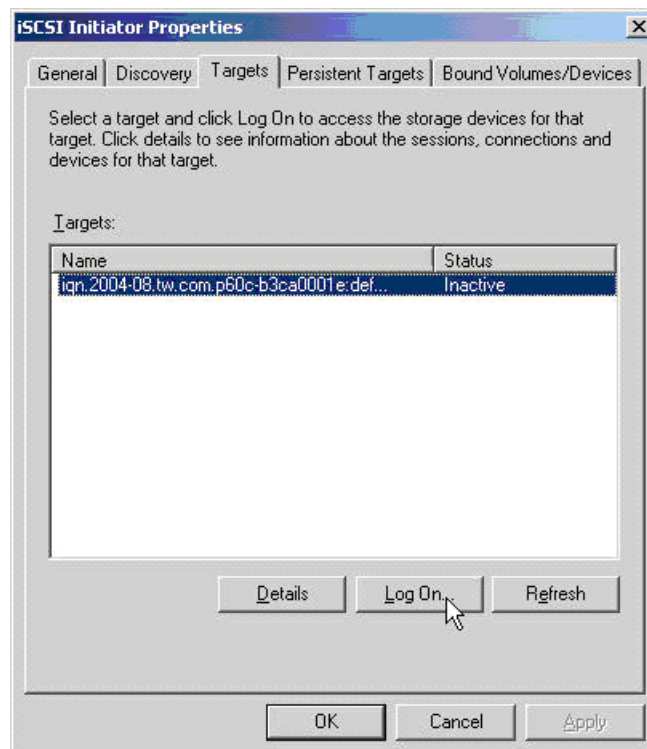 iSCSI Initiator Properties
General Discovery Targets Persistent Targets Bound Volumes/Devices
Select a target and click Log On to access the storage devices for that
target. Click details to see information about the sessions, connections and
devices for that target.
Targets:
Name Status
iqn.2004-08.tw.com.p60c-b3ca0001e:def... Inactive
Details Log On... Refresh
OK Cancel Apply